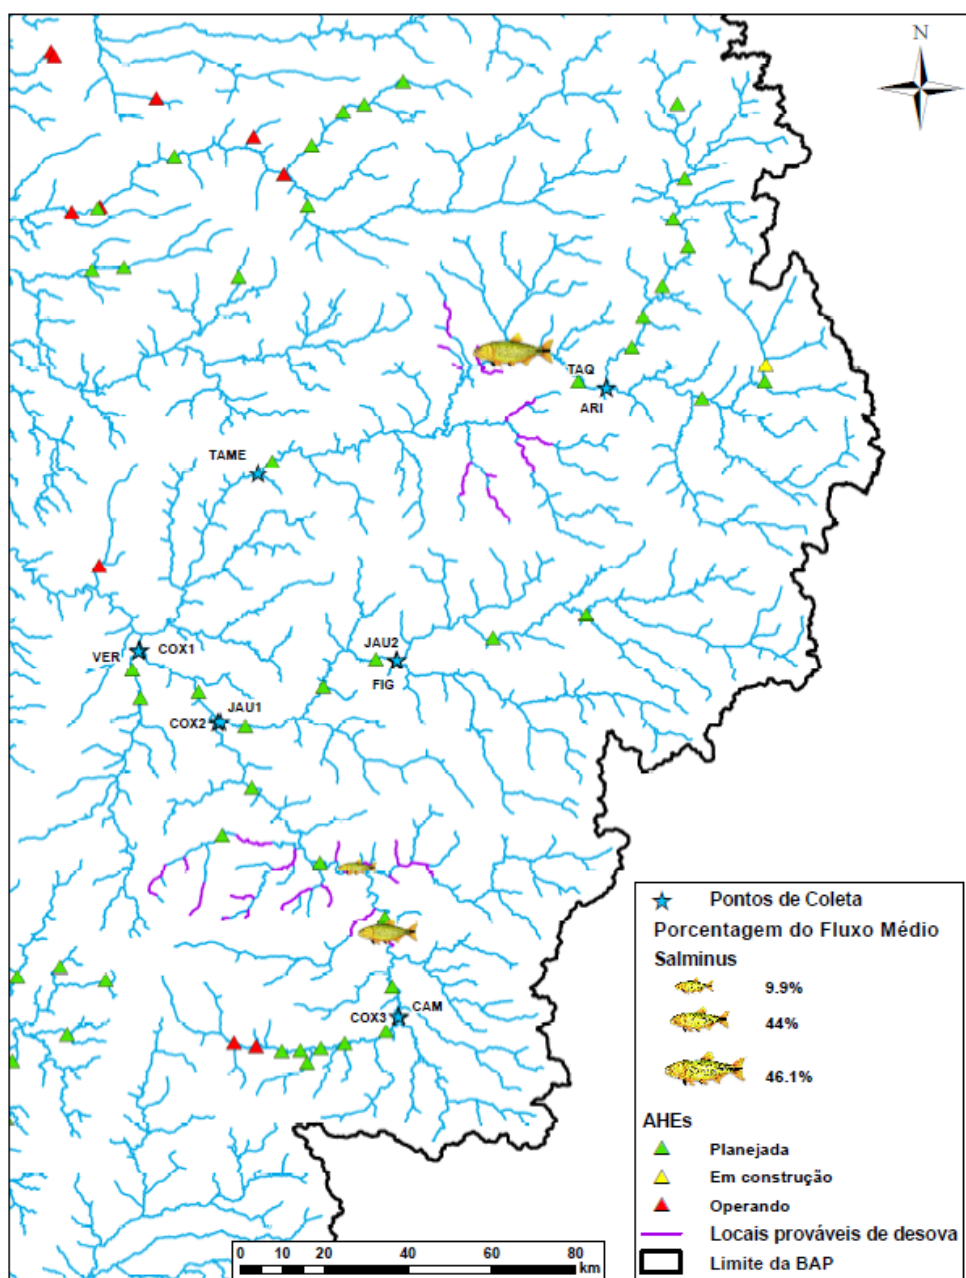 N
TAQ
ARI
TAME
COX1
VER
JAU2
FIG
JAU1
COX2
CAM
COX3
Pontos de Coleta
Porcentagem do Fluxo Médio
Salminus
9.9%
44%
46.1%
AHEs
Planejada
Em construção
Operando
Locais prováveis de desova
Limite da BAP
0 10 20 40 60 80
km